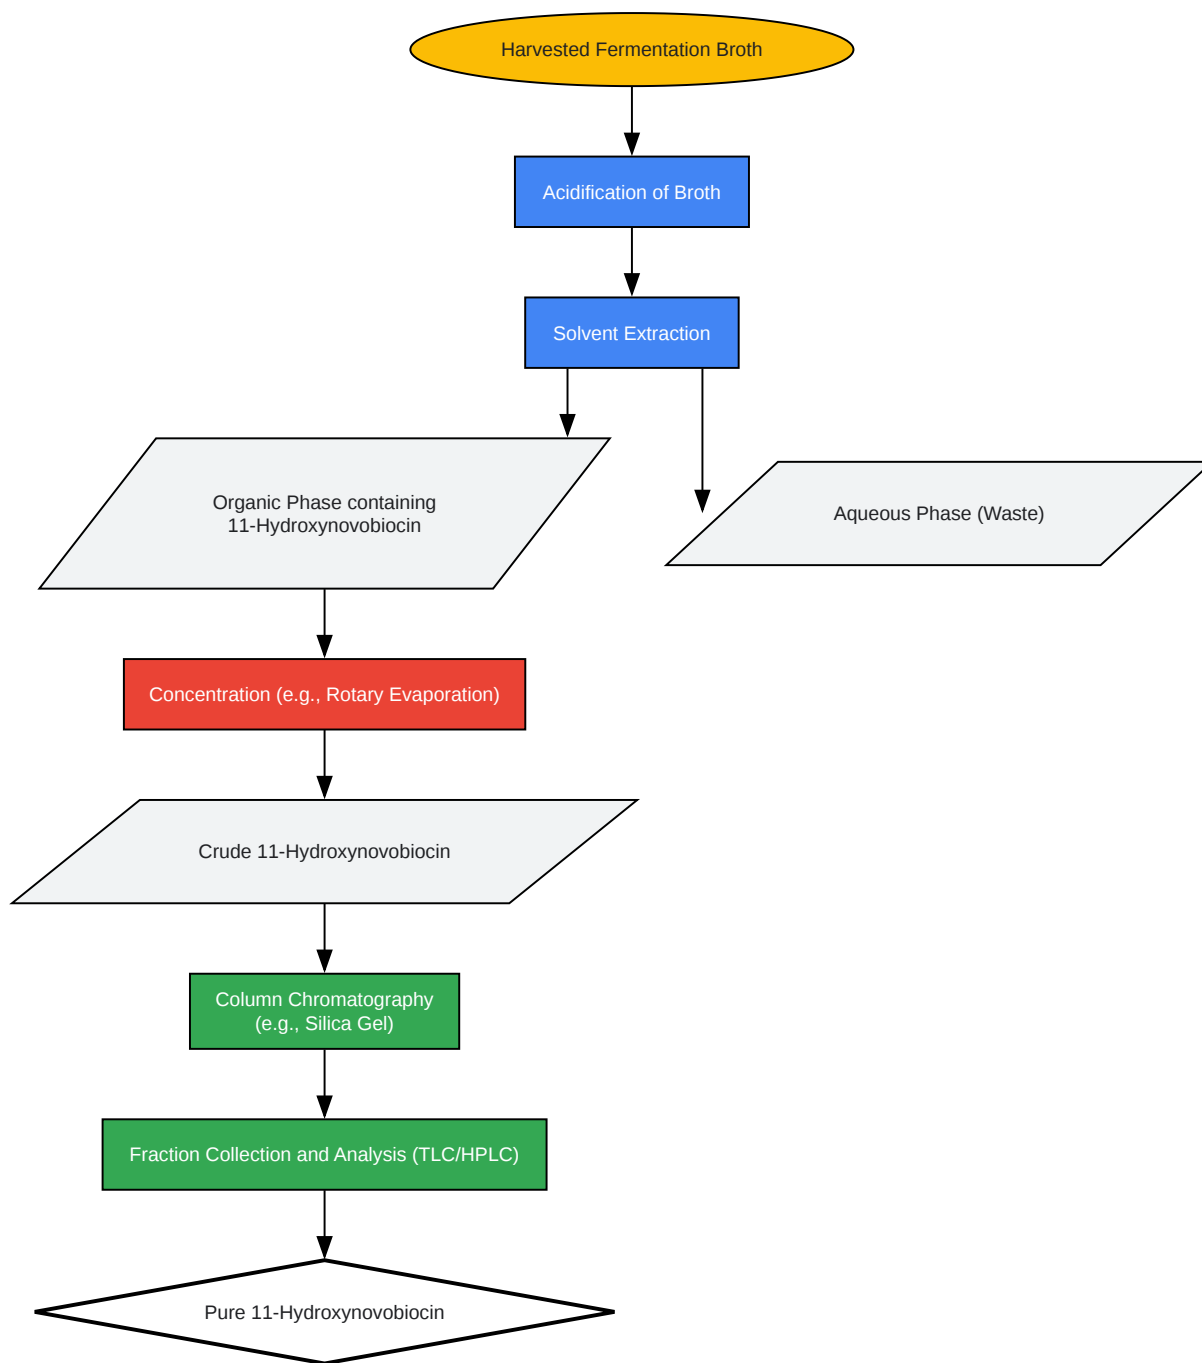 Harvested Fermentation Broth
Acidification of Broth
Solvent Extraction
Organic Phase containing
11-Hydroxynovobiocin
Aqueous Phase (Waste)
Concentration (e.g., Rotary Evaporation)
Crude 11-Hydroxynovobiocin
Column Chromatography
(e.g., Silica Gel)
Fraction Collection and Analysis (TLC/HPLC)
Pure 11-Hydroxynovobiocin